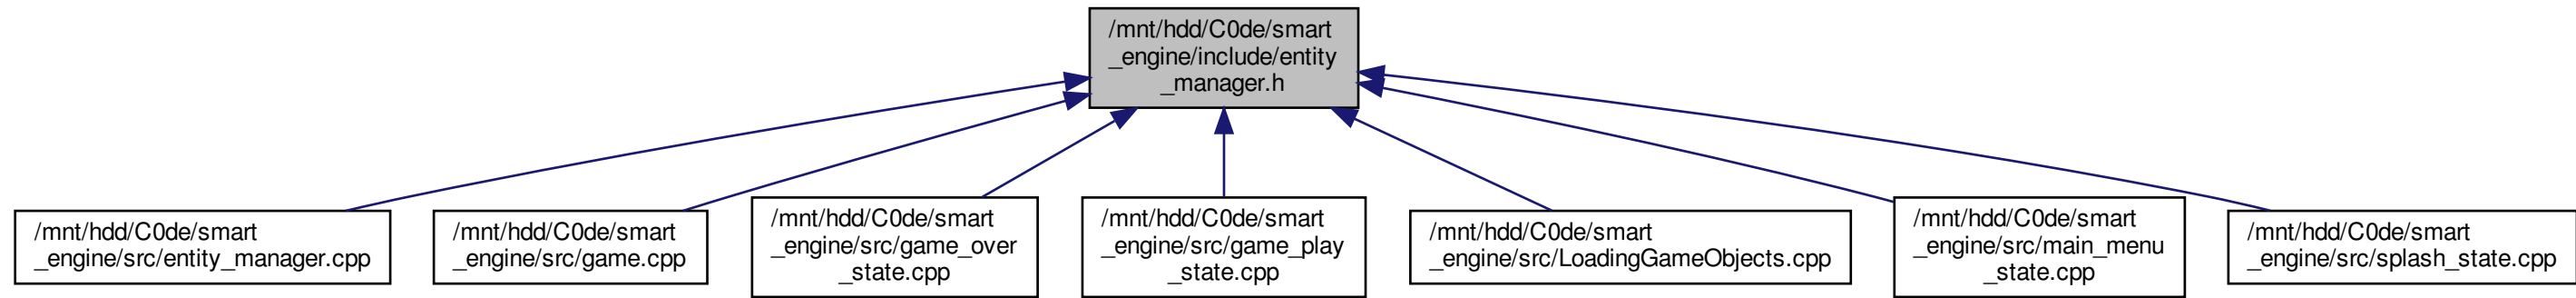 /mnt/hdd/C0de/smart
_engine/include/entity
_manager.h
/mnt/hdd/C0de/smart
_engine/src/entity_manager.cpp
/mnt/hdd/C0de/smart
_engine/src/game.cpp
/mnt/hdd/C0de/smart
_engine/src/game_over
_state.cpp
/mnt/hdd/C0de/smart
_engine/src/game_play
_state.cpp
/mnt/hdd/C0de/smart
_engine/src/LoadingGameObjects.cpp
/mnt/hdd/C0de/smart
_engine/src/main_menu
_state.cpp
/mnt/hdd/C0de/smart
_engine/src/splash_state.cpp